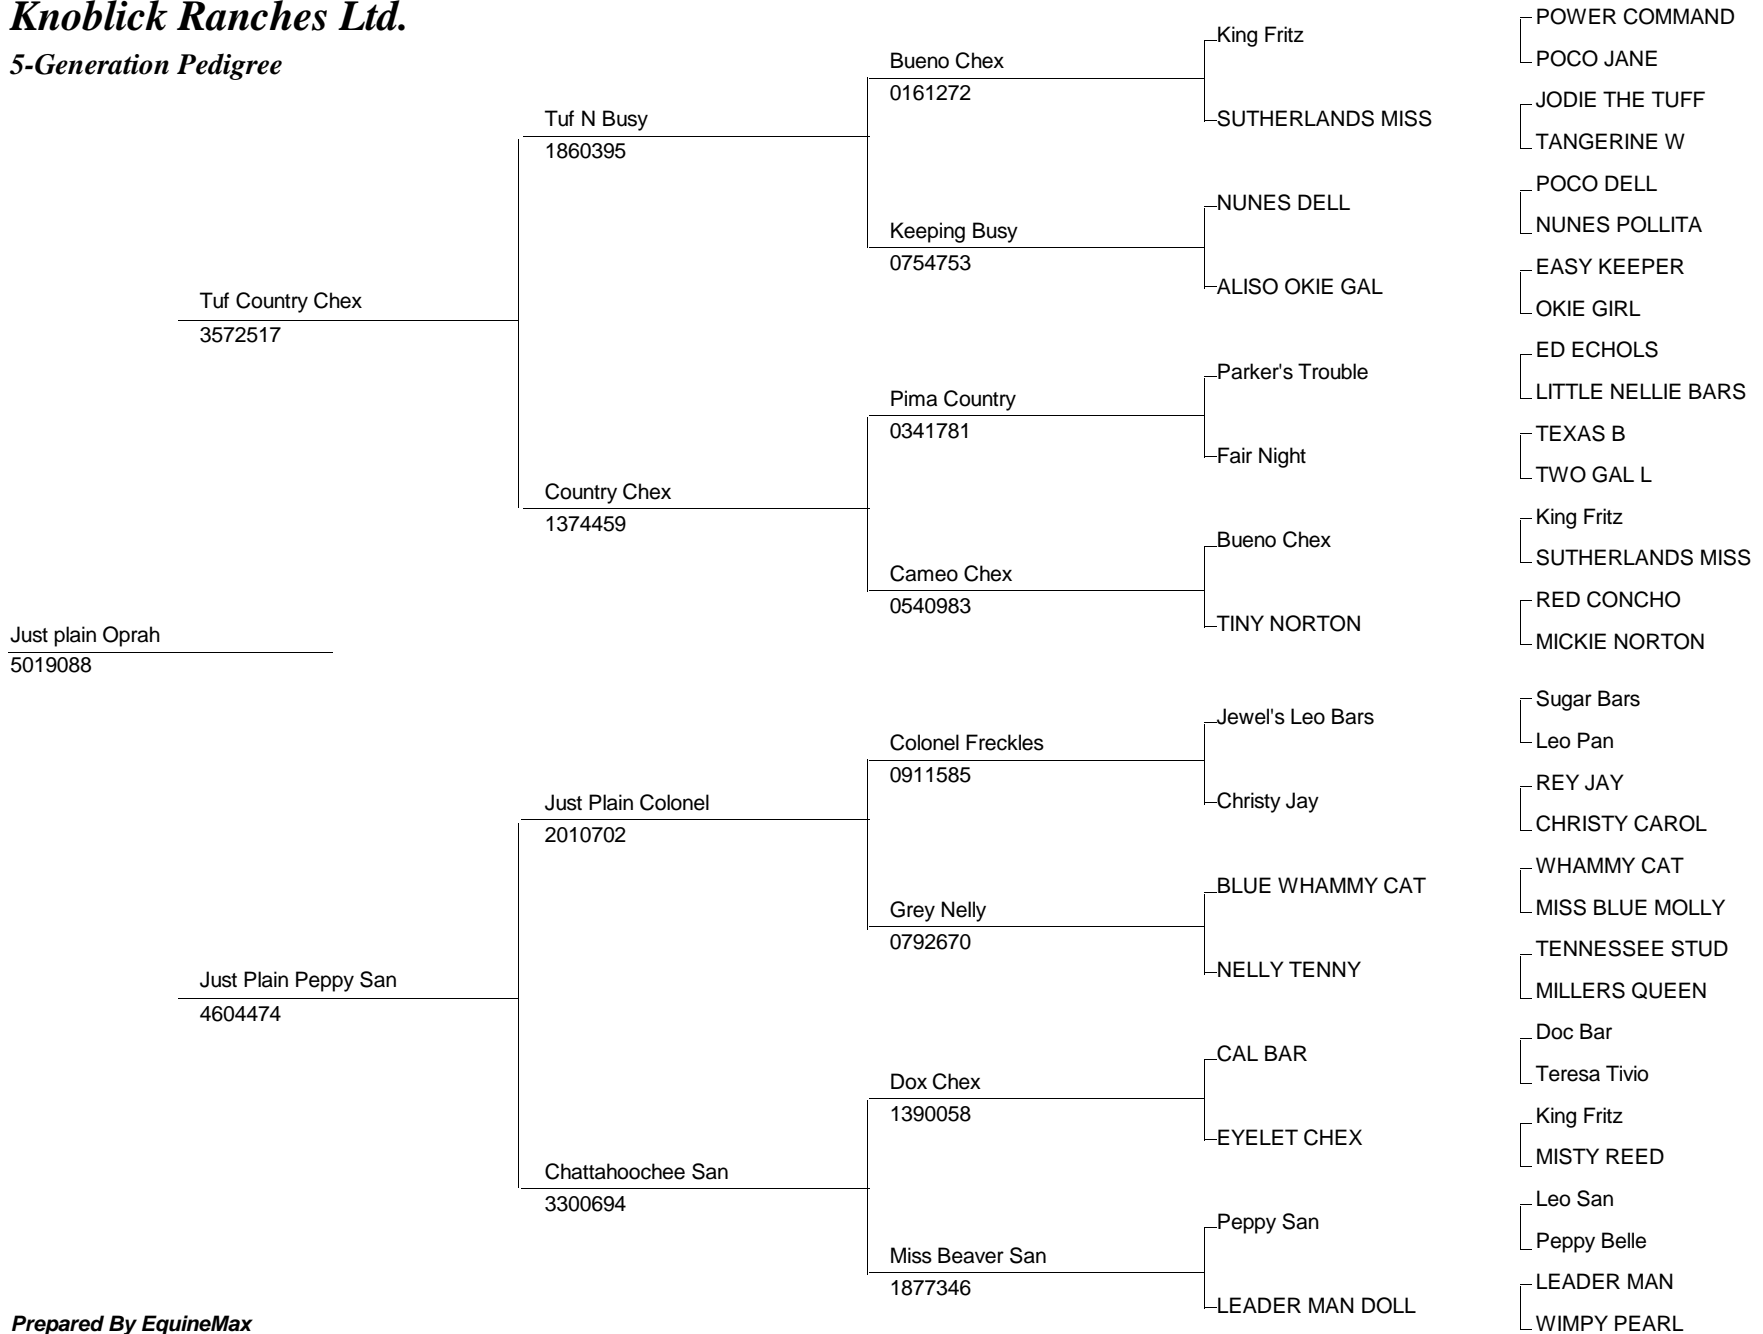 Knoblick Ranches Ltd.
5-Generation Pedigree
Just plain Oprah
5019088
Tuf Country Chex
3572517
Just Plain Peppy San
4604474
Tuf N Busy
1860395
Country Chex
1374459
Just Plain Colonel
2010702
Chattahoochee San
3300694
Bueno Chex
0161272
Keeping Busy
0754753
Pima Country
0341781
Cameo Chex
0540983
Colonel Freckles
0911585
Grey Nelly
0792670
Dox Chex
1390058
Miss Beaver San
1877346
King Fritz
SUTHERLANDS MISS
NUNES DELL
ALISO OKIE GAL
Parker's Trouble
Fair Night
Bueno Chex
TINY NORTON
Jewel's Leo Bars
Christy Jay
BLUE WHAMMY CAT
NELLY TENNY
CAL BAR
EYELET CHEX
Peppy San
LEADER MAN DOLL
POWER COMMAND
POCO JANE
JODIE THE TUFF
TANGERINE W
POCO DELL
NUNES POLLITA
EASY KEEPER
OKIE GIRL
ED ECHOLS
LITTLE NELLIE BARS
TEXAS B
TWO GAL L
King Fritz
SUTHERLANDS MISS
RED CONCHO
MICKIE NORTON
Sugar Bars
Leo Pan
REY JAY
CHRISTY CAROL
WHAMMY CAT
MISS BLUE MOLLY
TENNESSEE STUD
MILLERS QUEEN
Doc Bar
Teresa Tivio
King Fritz
MISTY REED
Leo San
Peppy Belle
LEADER MAN
WIMPY PEARL
Prepared By EquineMax